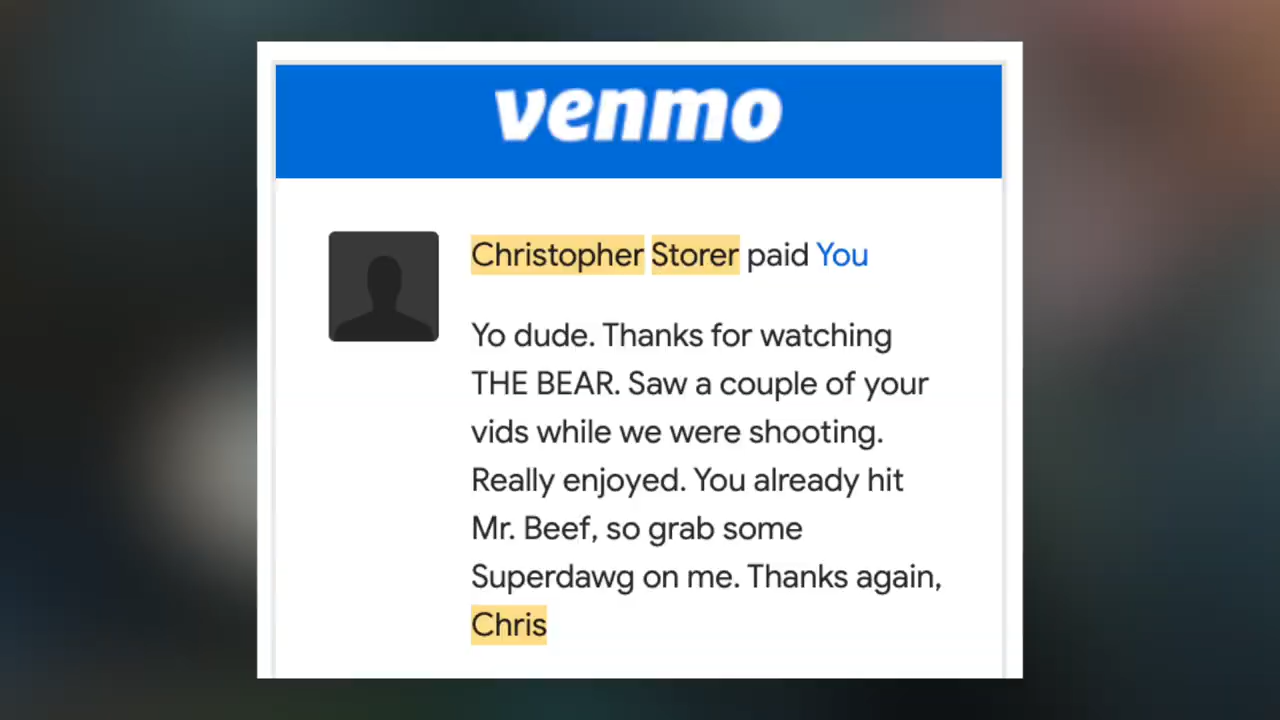 venmo
Christopher Storer paid You
Yo dude. Thanks for watching
THE BEAR. Saw a couple of your
vids while we were shooting.
Really enjoyed. You already hit
Mr. Beef, so grab some
Superdawg on me. Thanks again,
Chris